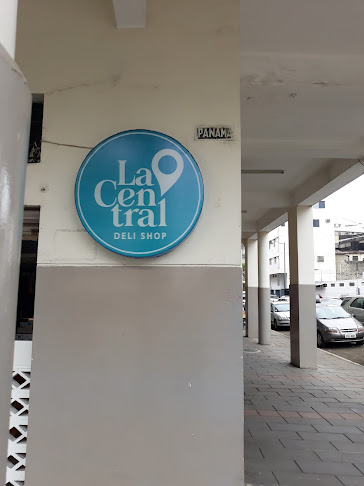 PANAMA
La
Cen
tral
DELI SHOP